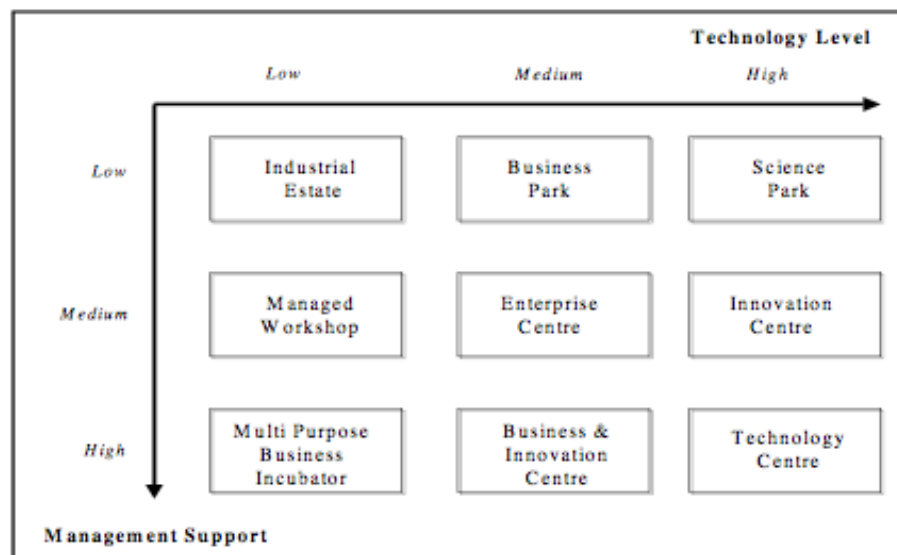 Technology Level
Low Medium High
Low
Industrial
Estate
Business
Park
Science
Park
Medium
Managed
Workshop
Enterprise
Centre
Innovation
Centre
High
Multi Purpose
Business
Incubator
Business &
Innovation
Centre
Technology
Centre
Management Support